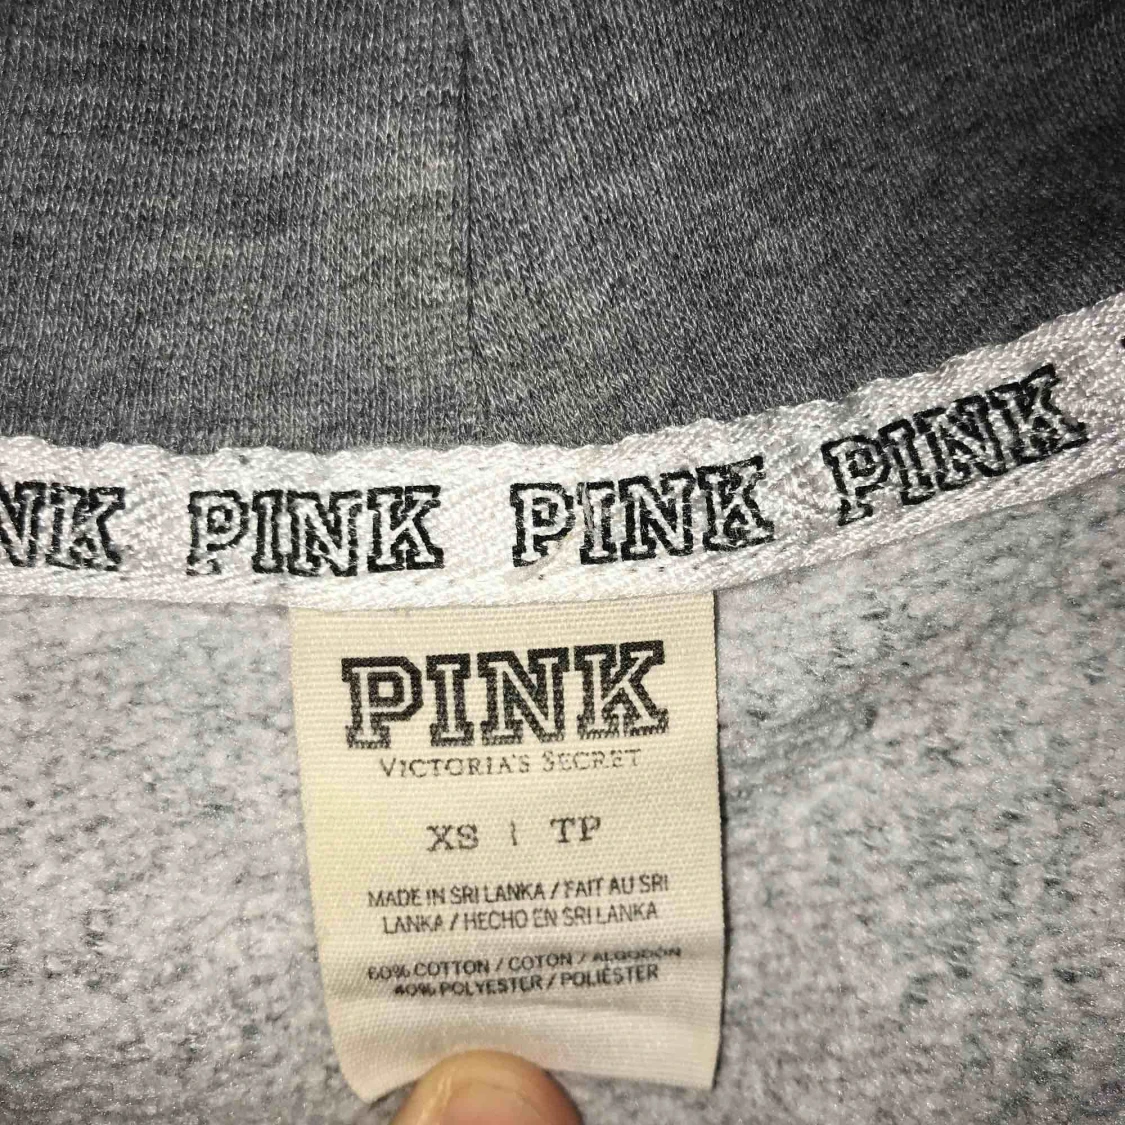 PINK PINK PINK
PINK
VICTORIA'S SECRET
XS | TP
MADE IN SRI LANKA / FAIT AU SRI
LANKA / HECHO EN SRI LANKA
60% COTTON / COTON / ALGODÓN
40% POLYESTER / POLIÉSTER